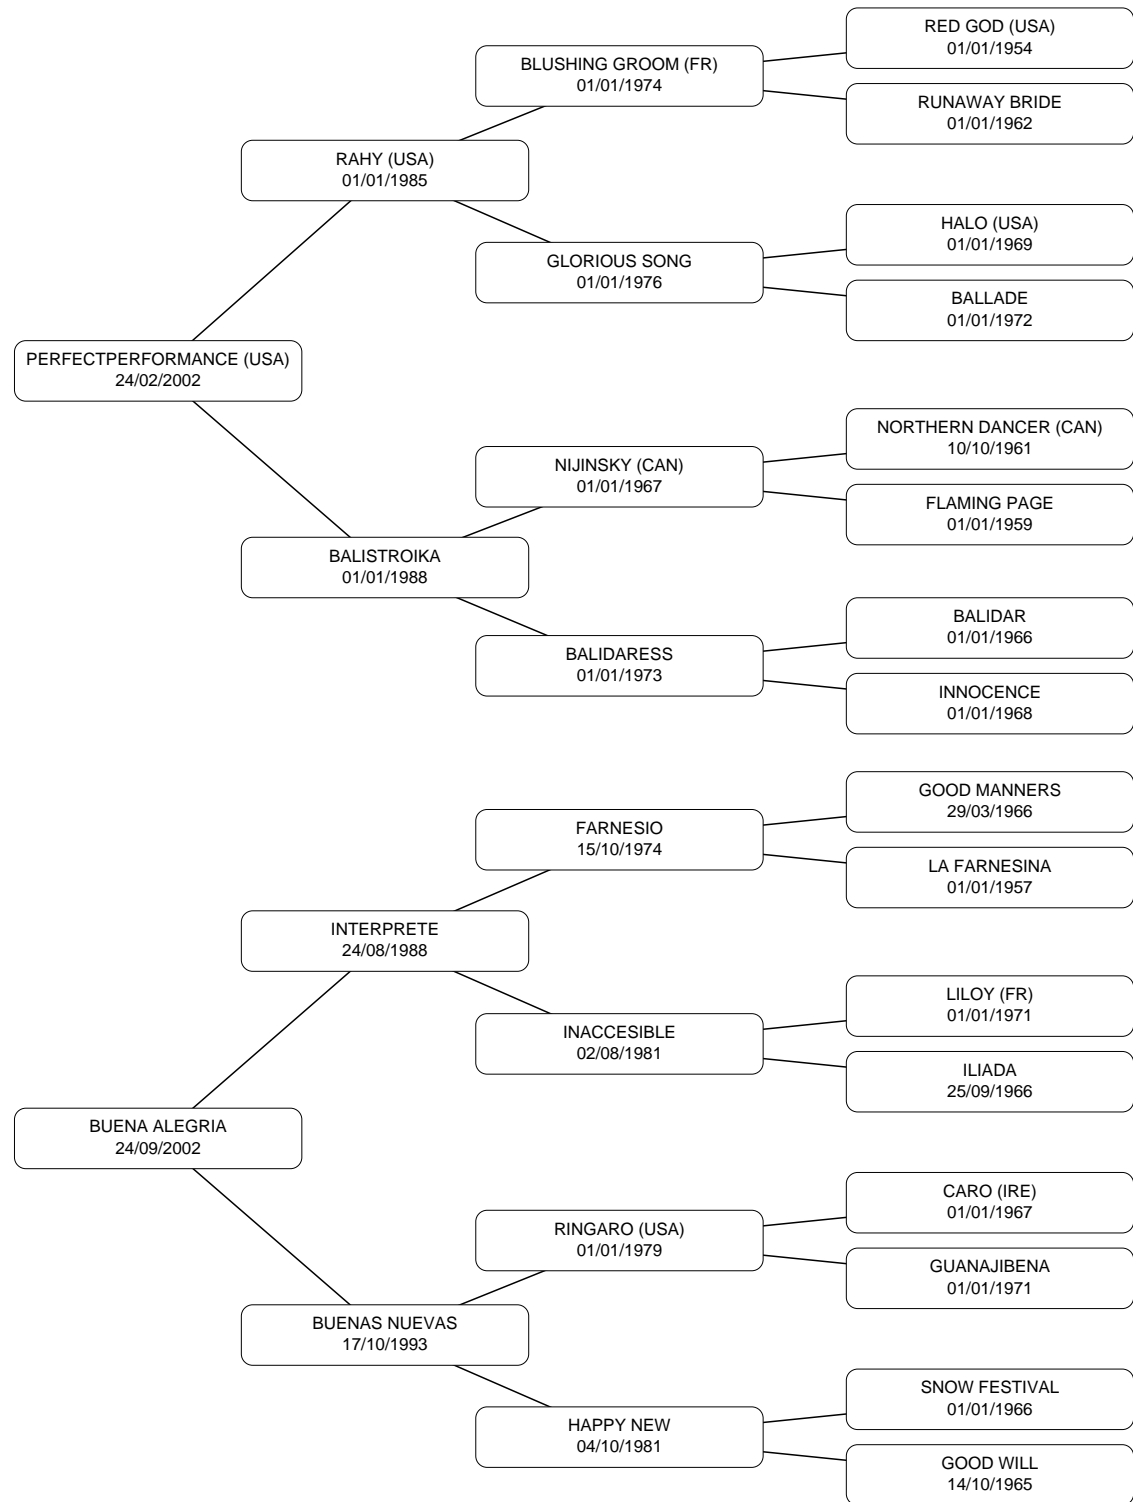 RED GOD (USA)
01/01/1954
BLUSHING GROOM (FR)
01/01/1974
RUNAWAY BRIDE
01/01/1962
RAHY (USA)
01/01/1985
HALO (USA)
01/01/1969
GLORIOUS SONG
01/01/1976
BALLADE
01/01/1972
PERFECTPERFORMANCE (USA)
24/02/2002
NORTHERN DANCER (CAN)
10/10/1961
NIJINSKY (CAN)
01/01/1967
FLAMING PAGE
01/01/1959
BALISTROIKA
01/01/1988
BALIDAR
01/01/1966
BALIDARESS
01/01/1973
INNOCENCE
01/01/1968
GOOD MANNERS
29/03/1966
FARNESIO
15/10/1974
LA FARNESINA
01/01/1957
INTERPRETE
24/08/1988
LILOY (FR)
01/01/1971
INACCESIBLE
02/08/1981
ILIADA
25/09/1966
BUENA ALEGRIA
24/09/2002
CARO (IRE)
01/01/1967
RINGARO (USA)
01/01/1979
GUANAJIBENA
01/01/1971
BUENAS NUEVAS
17/10/1993
SNOW FESTIVAL
01/01/1966
HAPPY NEW
04/10/1981
GOOD WILL
14/10/1965